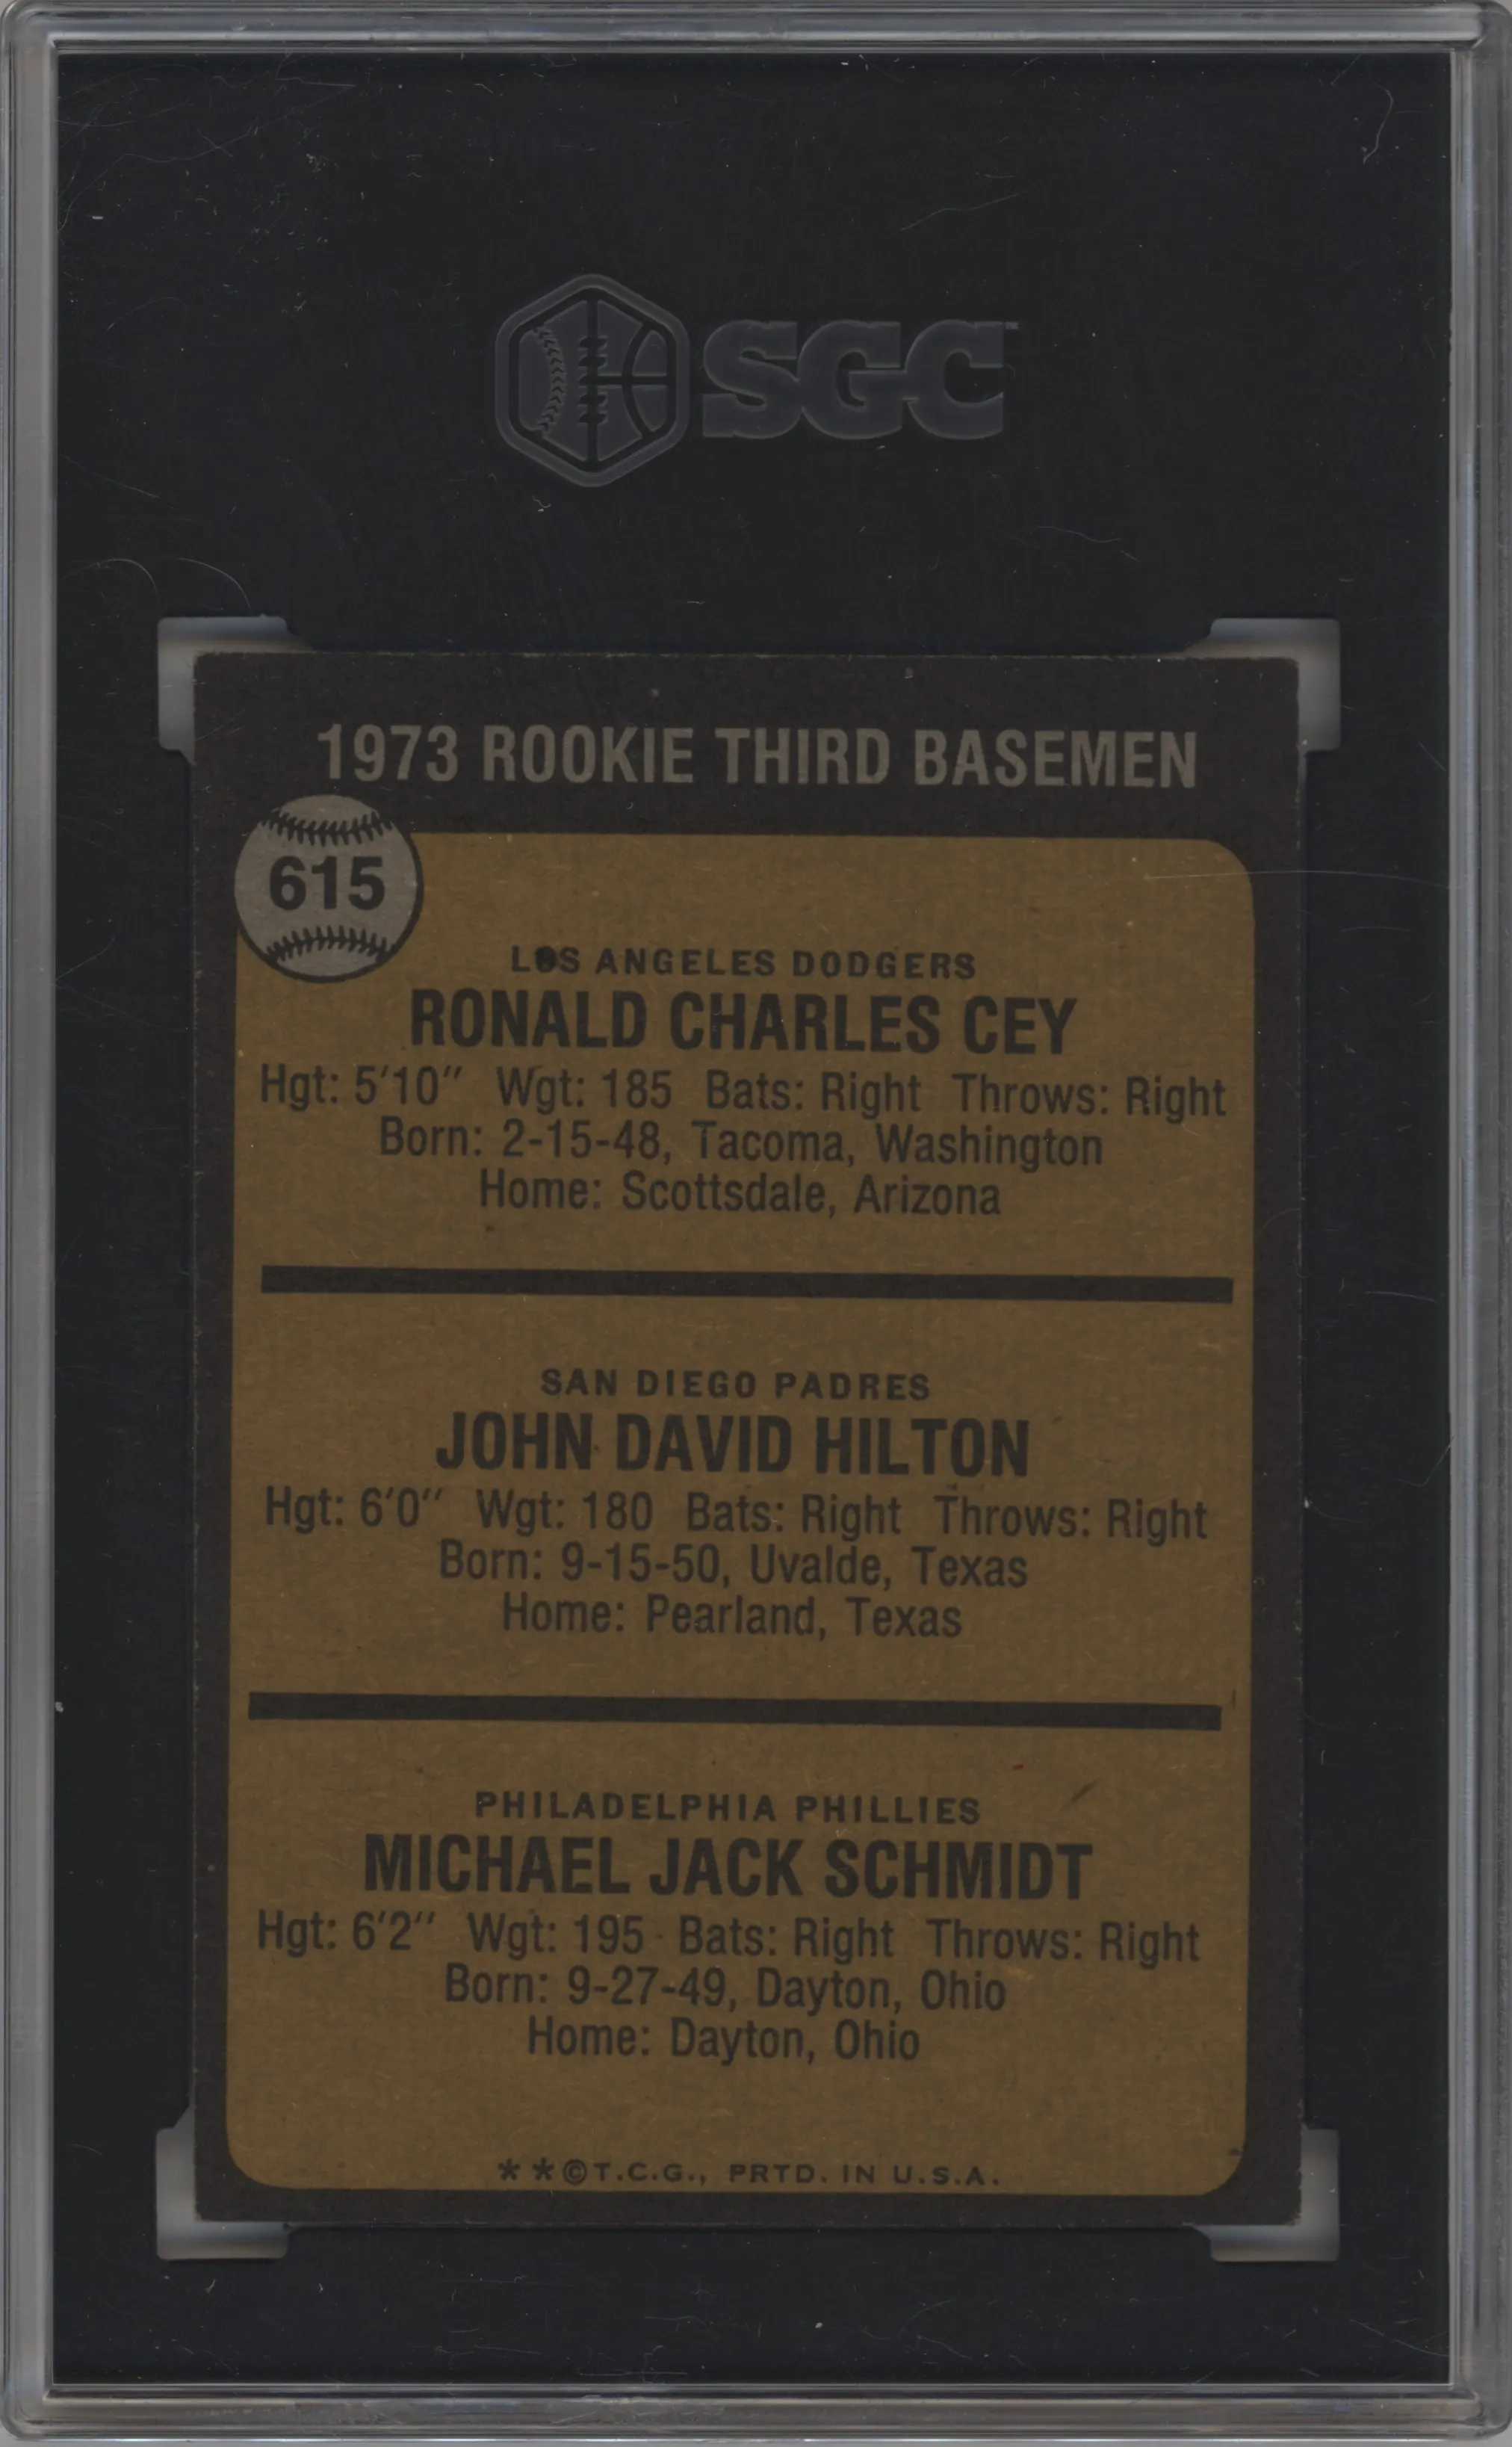 SGC
1973 ROOKIE THIRD BASEMEN
615
LOS ANGELES DODGERS
RONALD CHARLES CEY
Hgt: 5'10" Wgt: 185 Bats: Right Throws: Right
Born: 2-15-48, Tacoma, Washington
Home: Scottsdale, Arizona
SAN DIEGO PADRES
JOHN DAVID HILTON
Hgt: 6'0" Wgt: 180 Bats: Right Throws: Right
Born: 9-15-50, Uvalde, Texas
Home: Pearland, Texas
PHILADELPHIA PHILLIES
MICHAEL JACK SCHMIDT
Hgt: 6'2" Wgt: 195 Bats: Right Throws: Right
Born: 9-27-49, Dayton, Ohio
Home: Dayton, Ohio
**©T.C.G., PRTD. IN U.S.A.